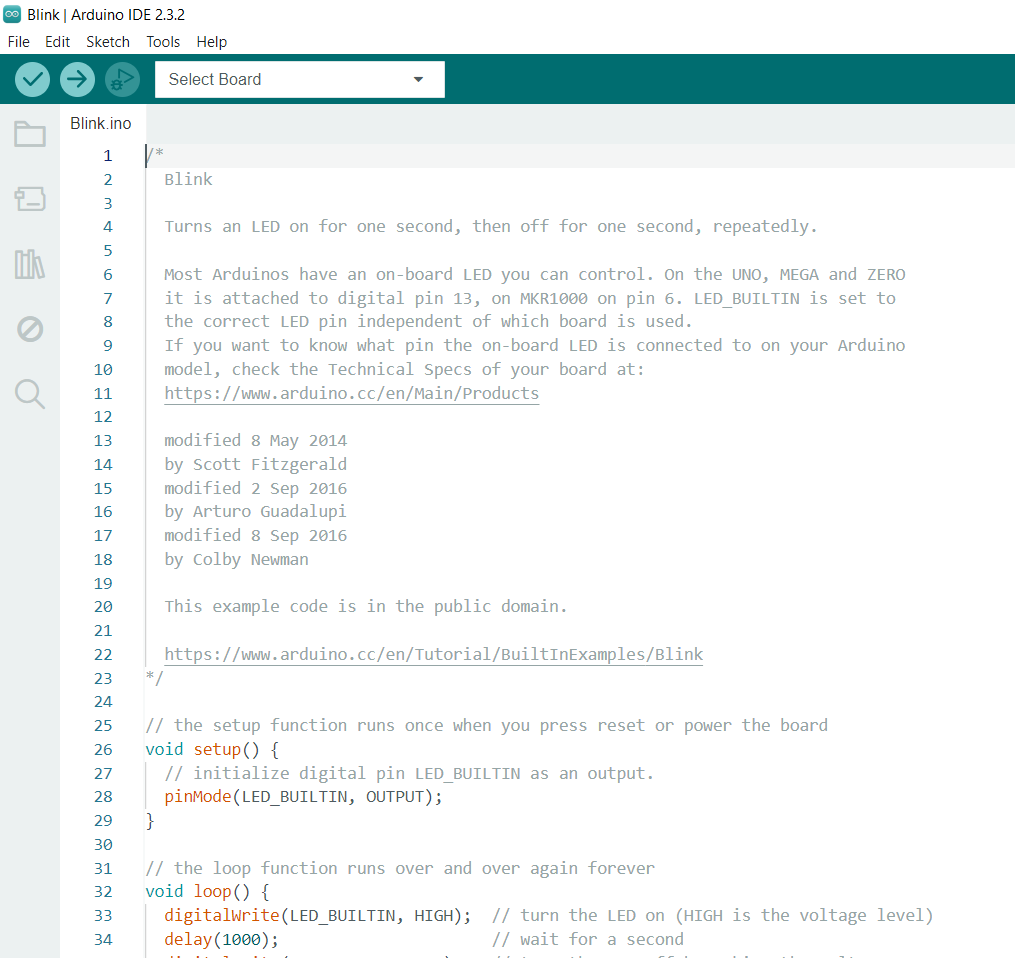 Blink | Arduino IDE 2.3.2
File Edit Sketch Tools Help
Select Board
Blink.ino
1 /*
2 Blink
3
4 Turns an LED on for one second, then off for one second, repeatedly.
5
6 Most Arduinos have an on-board LED you can control. On the UNO, MEGA and ZERO
7 it is attached to digital pin 13, on MKR1000 on pin 6. LED_BUILTIN is set to
8 the correct LED pin independent of which board is used.
9 If you want to know what pin the on-board LED is connected to on your Arduino
10 model, check the Technical Specs of your board at:
11 https://www.arduino.cc/en/Main/Products
12
13 modified 8 May 2014
14 by Scott Fitzgerald
15 modified 2 Sep 2016
16 by Arturo Guadalupi
17 modified 8 Sep 2016
18 by Colby Newman
19
20 This example code is in the public domain.
21
22 https://www.arduino.cc/en/Tutorial/BuiltInExamples/Blink
23 */
24
25 // the setup function runs once when you press reset or power the board
26 void setup() {
27 // initialize digital pin LED_BUILTIN as an output.
28 pinMode(LED_BUILTIN, OUTPUT);
29 }
30
31 // the loop function runs over and over again forever
32 void loop() {
33 digitalWrite(LED_BUILTIN, HIGH);  // turn the LED on (HIGH is the voltage level)
34 delay(1000);                      // wait for a second